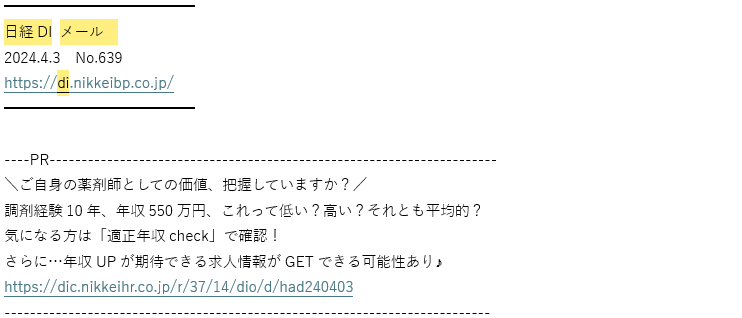 日経 DI メール
2024.4.3　No.639
https://di.nikkeibp.co.jp/
----PR----------------------------------------------------------------------
＼ご自身の薬剤師としての価値、把握していますか？／
調剤経験 10 年、年収 550 万円、これって低い？高い？それとも平均的？
気になる方は「適正年収 check」で確認！
さらに…年収 UP が期待できる求人情報が GET できる可能性あり♪
https://dic.nikkeihr.co.jp/r/37/14/dio/d/had240403
----------------------------------------------------------------------------